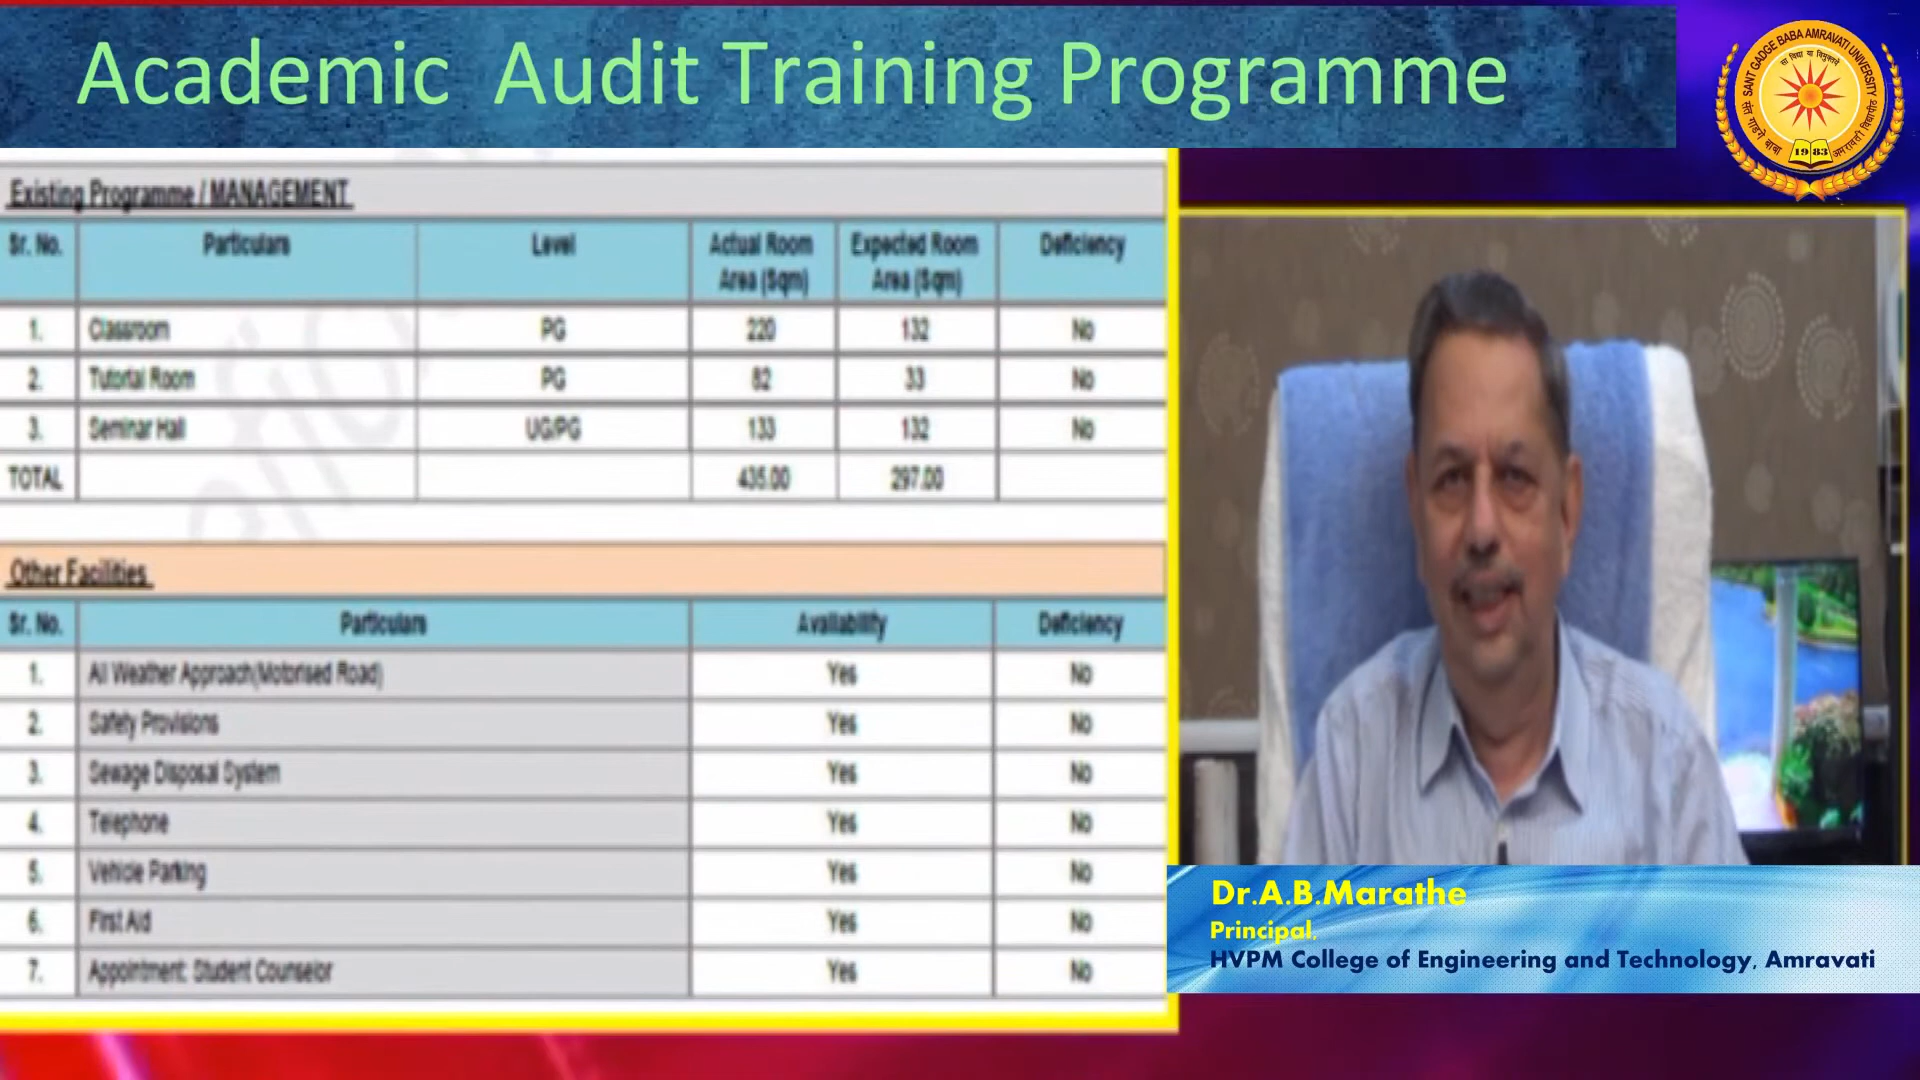 Academic Audit Training Programme
SANT GADGE BABA AMRAVATI UNIVERSITY
संत गाडगे बाबा अमरावती विद्यापीठ
1983
Existing Programme / MANAGEMENT
Sr. No. Particulars Level Actual Room Area (Sqm) Expected Room Area (Sqm) Deficiency
1. Classroom PG 220 132 No
2. Tutorial Room PG 82 33 No
3. Seminar Hall UG/PG 133 132 No
TOTAL 435.00 297.00
Other Facilities
Sr. No. Particulars Availability Deficiency
1. All Weather Approach(Motorised Road) Yes No
2. Safety Provisions Yes No
3. Sewage Disposal System Yes No
4. Telephone Yes No
5. Vehicle Parking Yes No
6. First Aid Yes No
7. Appointment: Student Counselor Yes No
Dr.A.B.Marathe
Principal,
HVPM College of Engineering and Technology, Amravati